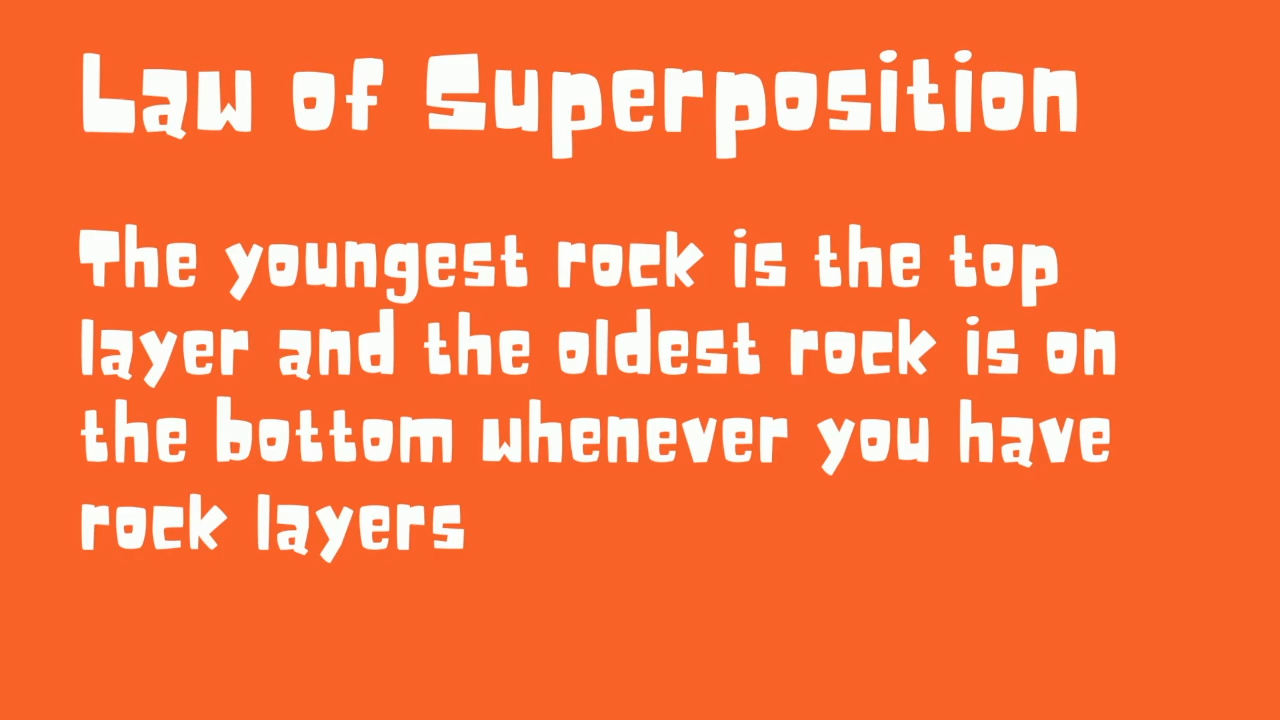 Law of Superposition
The youngest rock is the top
layer and the oldest rock is on
the bottom whenever you have
rock layers